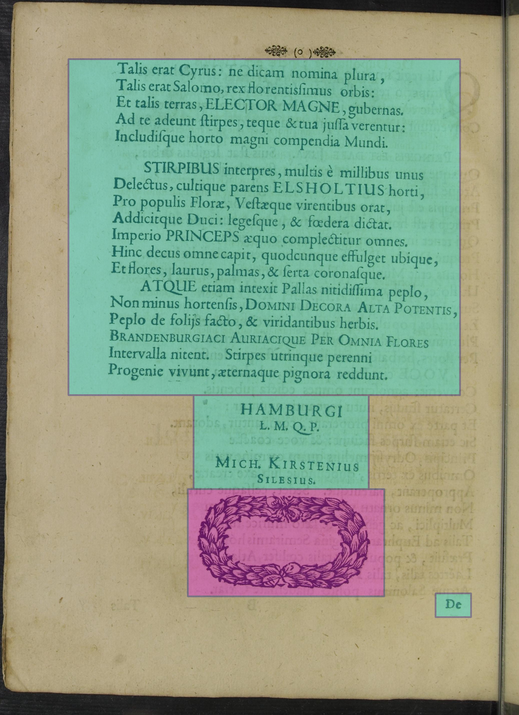 (o)
Talis erat Cyrus: ne dicam nomina plura,
Talis erat Salomo, rex florentissimus orbis:
Et talis terras, ELECTOR MAGNE, gubernas.
Ad te adeunt ſtirpes, teque & tua juſſa verentur:
Includiſque horto magni compendia Mundi.
STIRPIBUS interpres, multis è millibus unus
Delectus, cultique parens ELSHOLTIUS horti,
Pro populis Floræ, Veſtæque virentibus orat,
Addicitque Duci: legeſque, & fœdera dictat.
Imperio PRINCEPS æquo complectitur omnes.
Hinc decus omne capit, quodcunque effulget ubique,
Et flores, laurus, palmas, & ſerta coronaſque.
ATQUE etiam intexit Pallas nitidiſſima peplo,
Non minus hortenſis, DOMINI DECORA ALTA POTENTIS,
Peplo de folijs facto, & viridantibus herbis.
BRANDENBURGIACI AURIACIQUE PER OMNIA FLORES
Intervalla nitent. Stirpes utrinque perenni
Progenie vivunt, æternaque pignora reddunt.
HAMBURGI
L. M. Q. P.
MICH. KIRSTENIUS
SILESIUS.
De